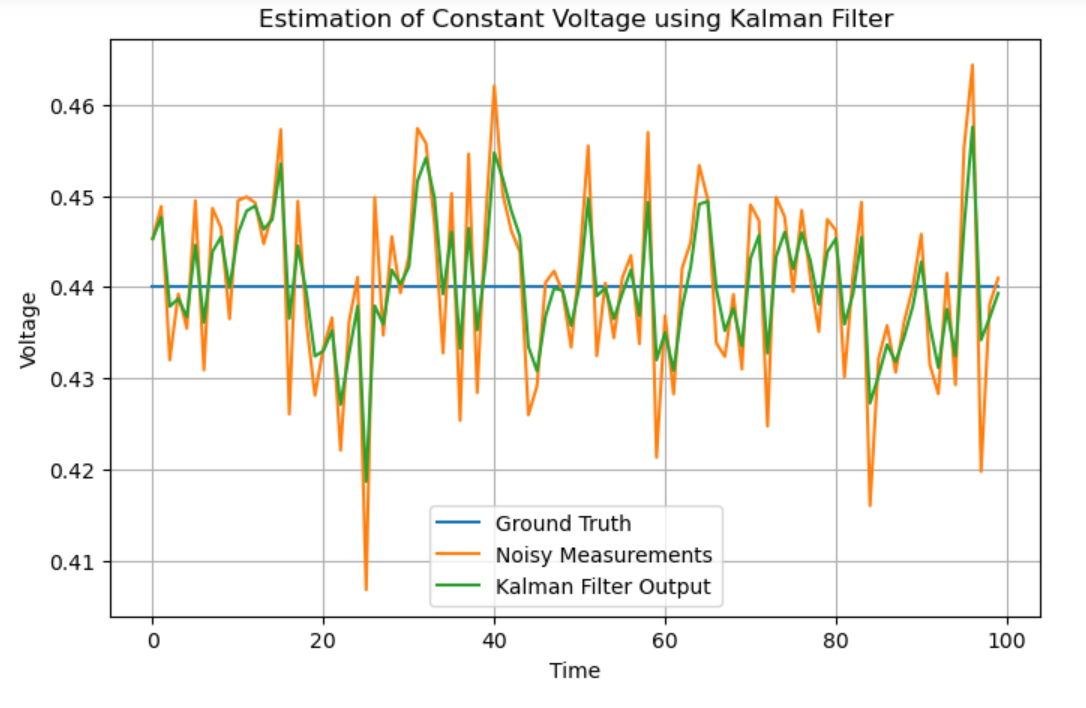 Estimation of Constant Voltage using Kalman Filter
0.46
0.45
0.44
0.43
0.42
0.41
Voltage
Ground Truth
Noisy Measurements
Kalman Filter Output
0 20 40 60 80 100
Time